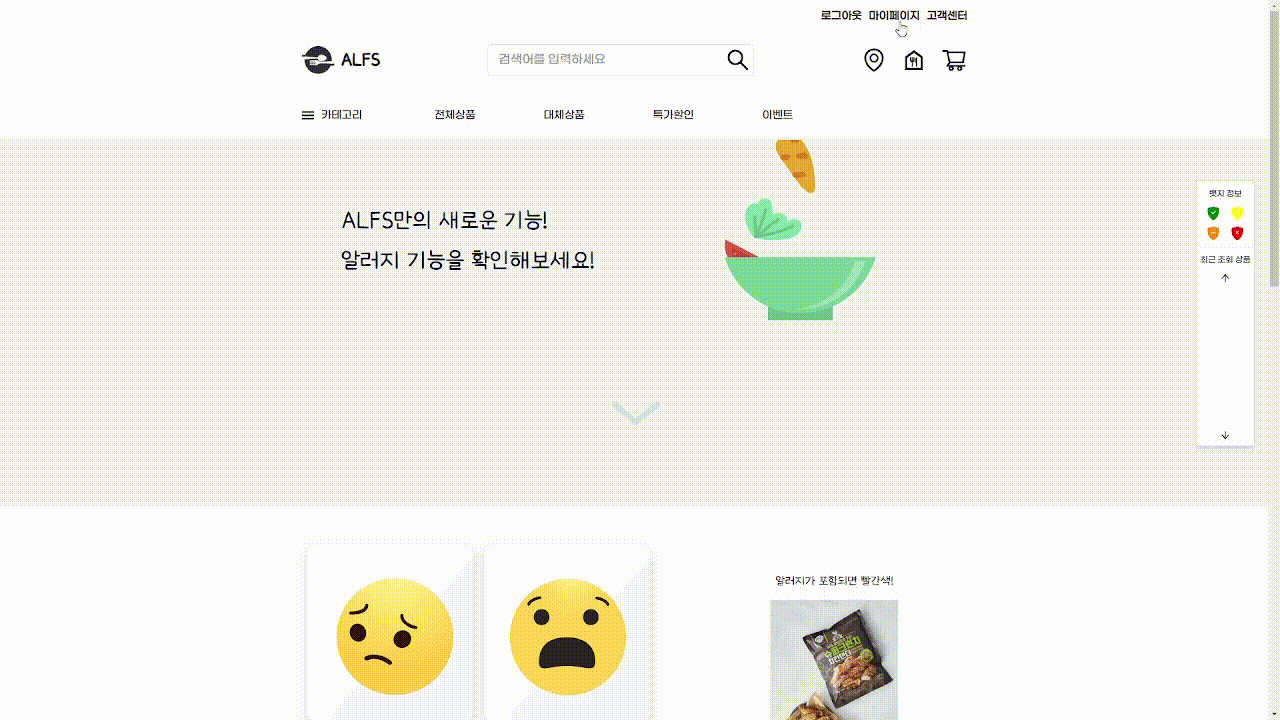 로그아웃 마이페이지 고객센터
ALFS
검색어를 입력하세요
카테고리 전체상품 대체상품 특가할인 이벤트
ALFS만의 새로운 기능!
알러지 기능을 확인해보세요!
뱃지 정보
최근 조회 상품
알러지가 포함되면 빨간색!